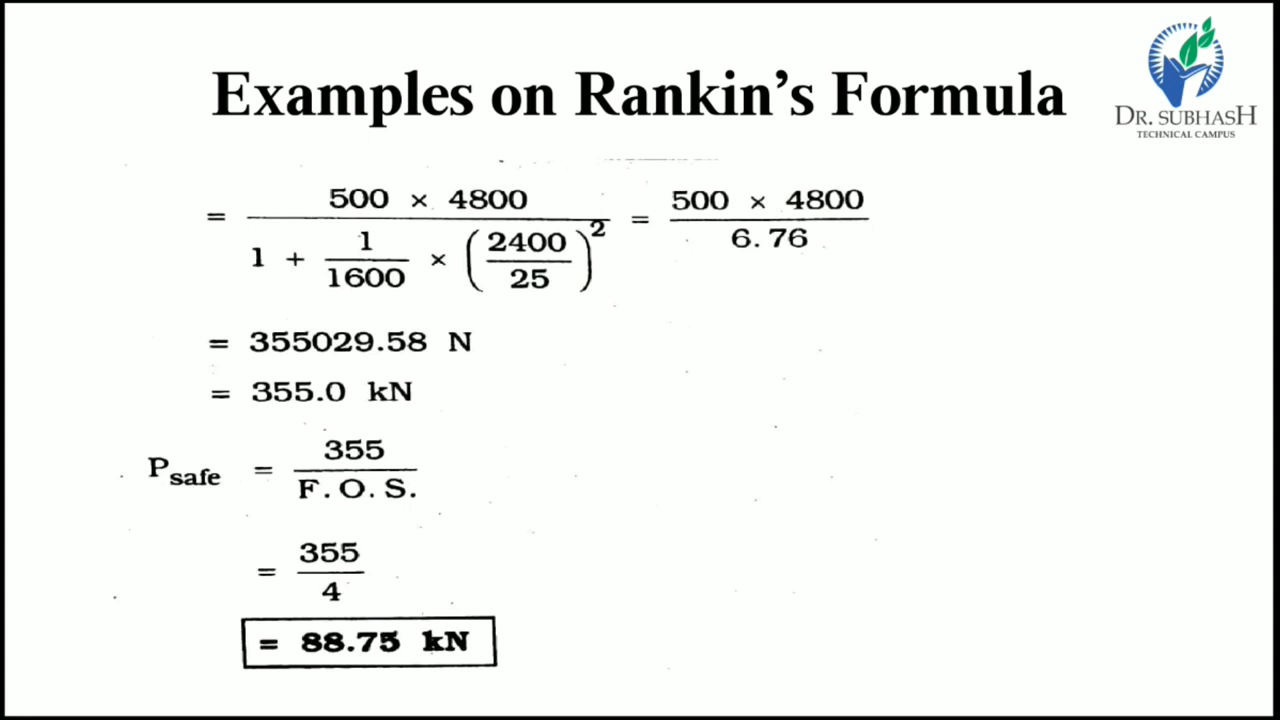 Examples on Rankin's Formula
DR. SUBHASH
TECHNICAL CAMPUS
= 500 × 4800 / 1 + 1/1600 × (2400/25)² = 500 × 4800 / 6.76
= 355029.58 N
= 355.0 kN
Psafe = 355 / F.O.S.
= 355 / 4
= 88.75 kN